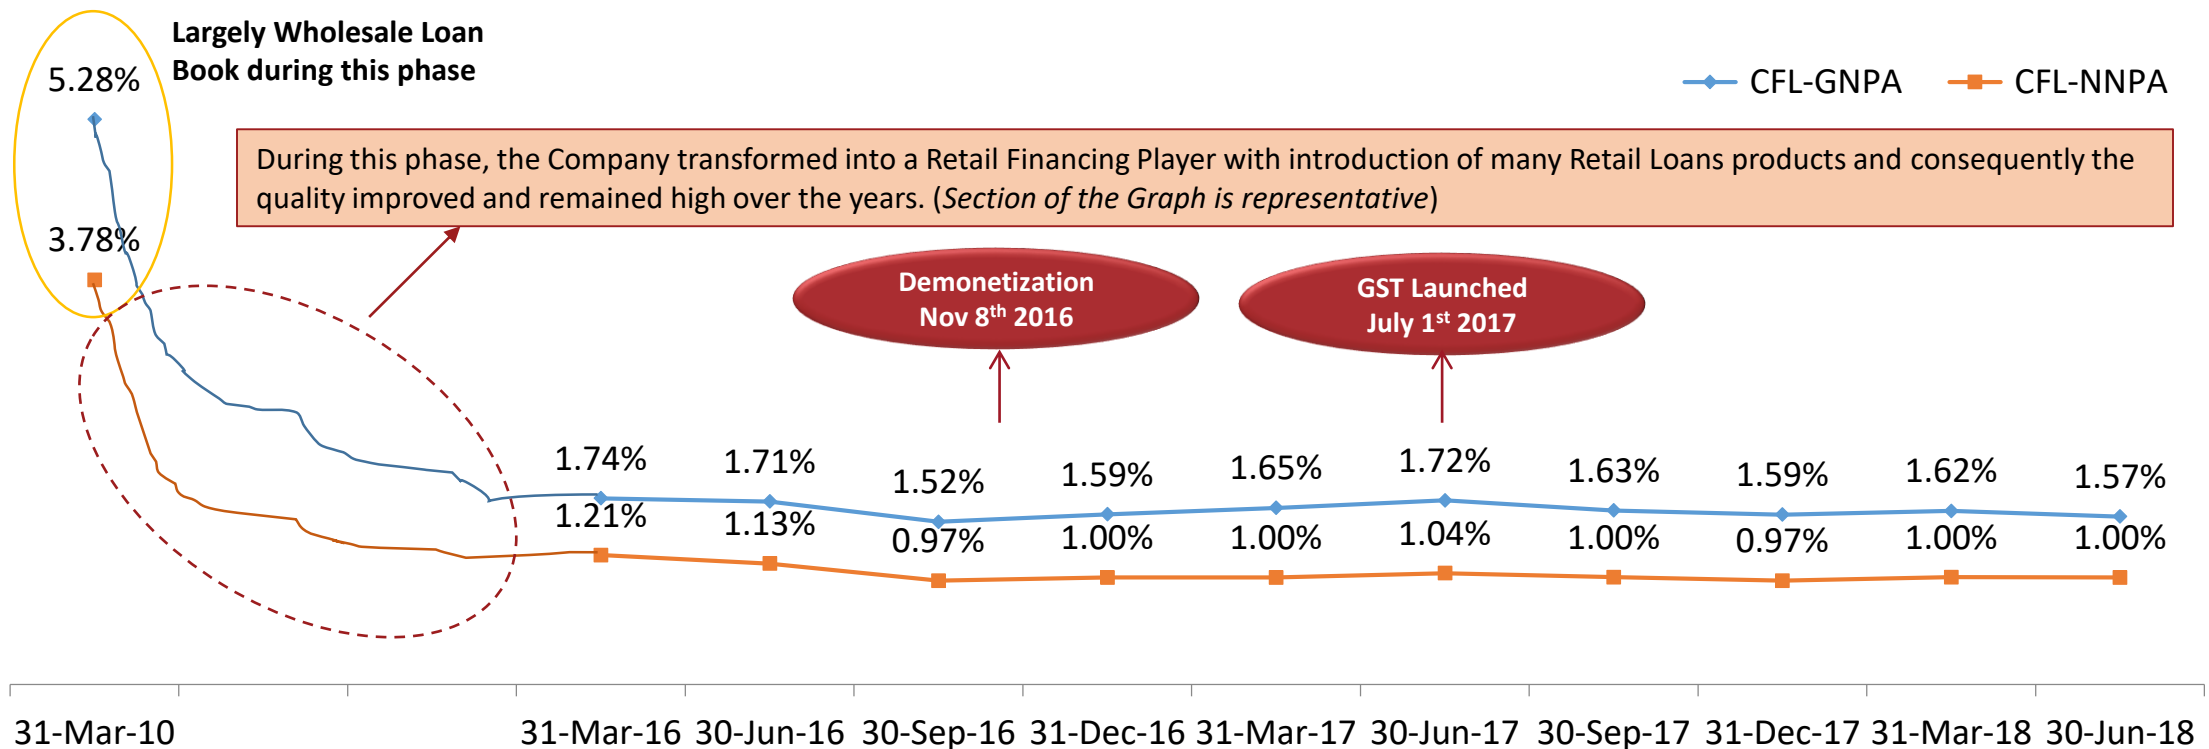 Largely Wholesale Loan
Book during this phase
5.28%
CFL-GNPA
CFL-NNPA
During this phase, the Company transformed into a Retail Financing Player with introduction of many Retail Loans products and consequently the
quality improved and remained high over the years. (Section of the Graph is representative)
3.78%
Demonetization
Nov 8th 2016
GST Launched
July 1st 2017
1.74% 1.71% 1.52% 1.59% 1.65% 1.72% 1.63% 1.59% 1.62% 1.57%
1.21% 1.13% 0.97% 1.00% 1.00% 1.04% 1.00% 0.97% 1.00% 1.00%
31-Mar-10 31-Mar-16 30-Jun-16 30-Sep-16 31-Dec-16 31-Mar-17 30-Jun-17 30-Sep-17 31-Dec-17 31-Mar-18 30-Jun-18